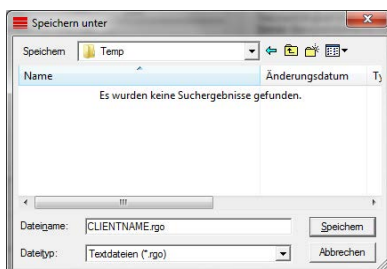 Speichern unter
Speichern Temp
Name Änderungsdatum Ty
Es wurden keine Suchergebnisse gefunden.
Dateiname: CLIENTNAME.rgo Speichern
Dateityp: Textdateien (*.rgo) Abbrechen